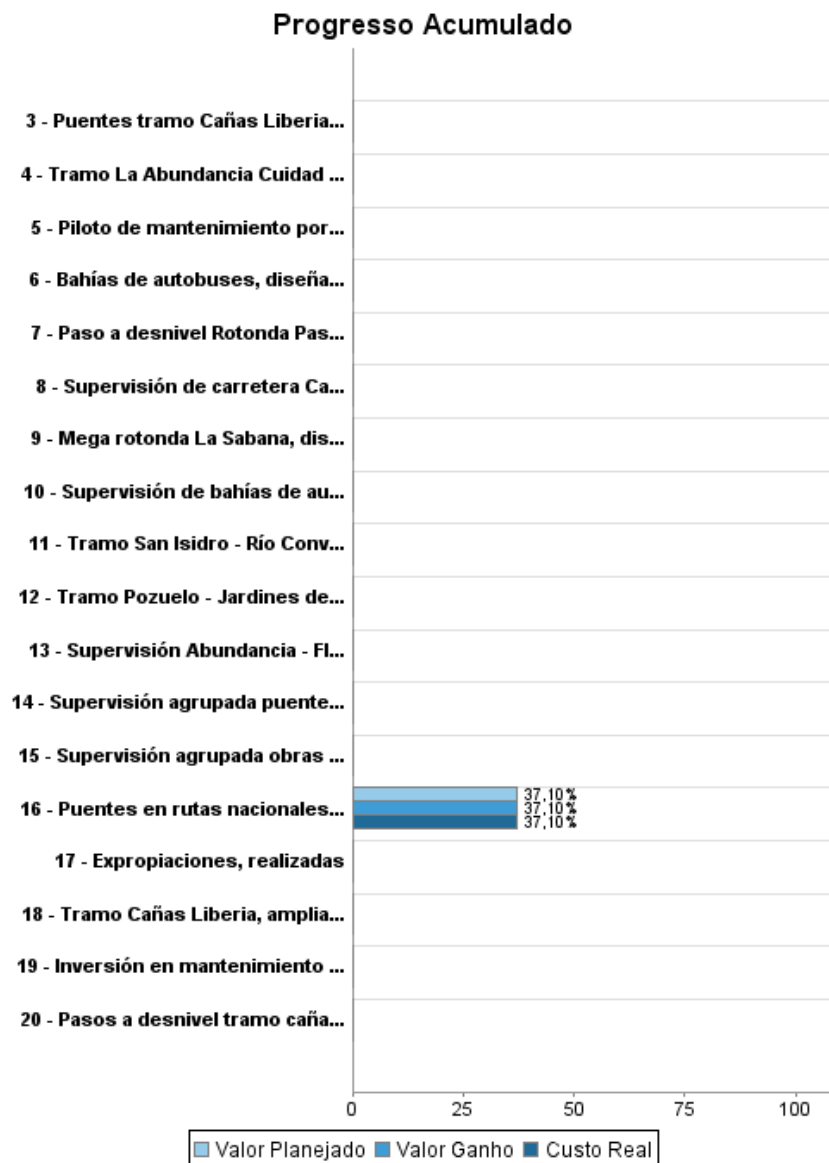 Progresso Acumulado
3 - Puentes tramo Cañas Liberia...
4 - Tramo La Abundancia Cuidad ...
5 - Piloto de mantenimiento por...
6 - Bahías de autobuses, diseña...
7 - Paso a desnivel Rotonda Pas...
8 - Supervisión de carretera Ca...
9 - Mega rotonda La Sabana, dis...
10 - Supervisión de bahías de au...
11 - Tramo San Isidro - Río Conv...
12 - Tramo Pozuelo - Jardines de...
13 - Supervisión Abundancia - Fl...
14 - Supervisión agrupada puente...
15 - Supervisión agrupada obras ...
37,10%
16 - Puentes en rutas nacionales... 37,10%
37,10%
17 - Expropiaciones, realizadas
18 - Tramo Cañas Liberia, amplia...
19 - Inversión en mantenimiento ...
20 - Pasos a desnivel tramo caña...
0 25 50 75 100
Valor Planejado Valor Ganho Custo Real